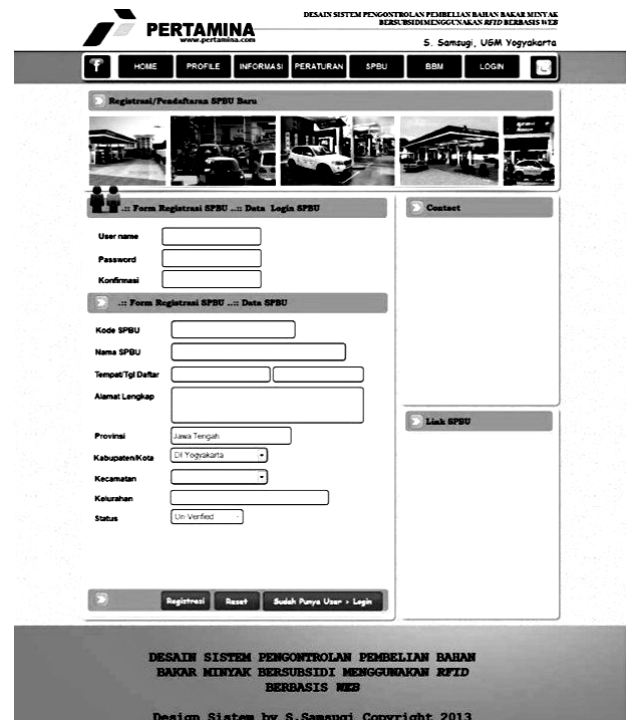 PERTAMINA
www.pertamina.com
DESAIN SISTEM PENGONTROLAN PEMBELIAN BAHAN BAKAR MINYAK
BERSUBSIDI MENGGUNAKAN RFID BERBASIS WEB
S. Samsugi, UGM Yogyakarta
HOME PROFILE INFORMASI PERATURAN SPBU BBM LOGIN
Registrasi/Pendaftaran SPBU Baru
.:: Form Registrasi SPBU ..:: Data Login SPBU
Contact
User name
Password
Konfirmasi
.:: Form Registrasi SPBU ..:: Data SPBU
Kode SPBU
Nama SPBU
Tempat/Tgl Daftar
Alamat Lengkap
Link SPBU
Provinsi Jawa Tengah
Kabupaten/Kota DI Yogyakarta
Kecamatan
Kelurahan
Status Un-Verified
Registrasi Reset Sudah Punya User > Login
DESAIN SISTEM PENGONTROLAN PEMBELIAN BAHAN
BAKAR MINYAK BERSUBSIDI MENGGUNAKAN RFID
BERBASIS WEB
Design Sistem by S.Samsugi Copyright 2013